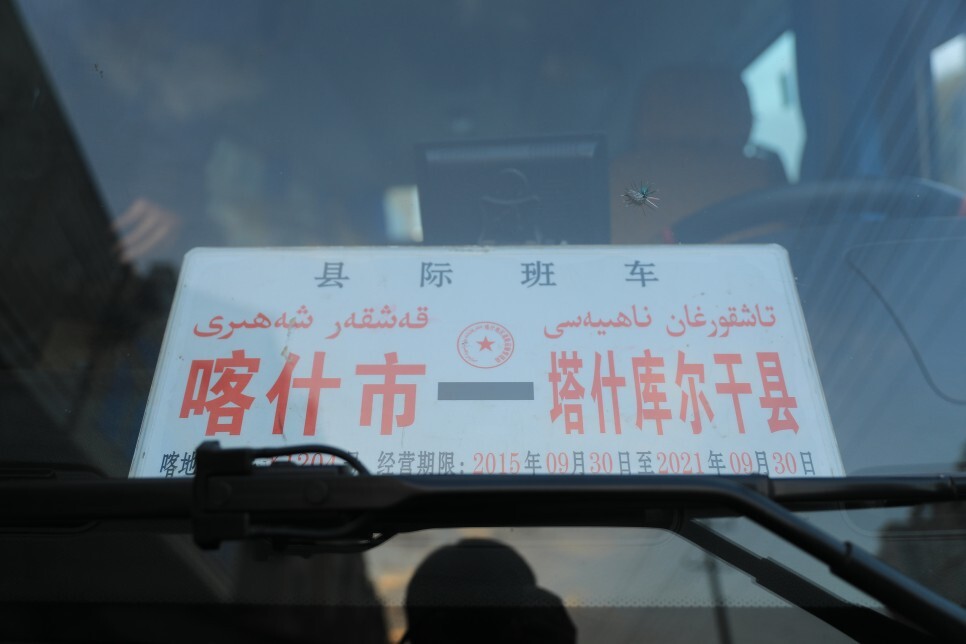 县际班车
قەشقەر شەھىرى
تاشقورغان ناھىيەسى
喀什市 — 塔什库尔干县
喀地 经营期限:2015年09月30日至2021年09月30日